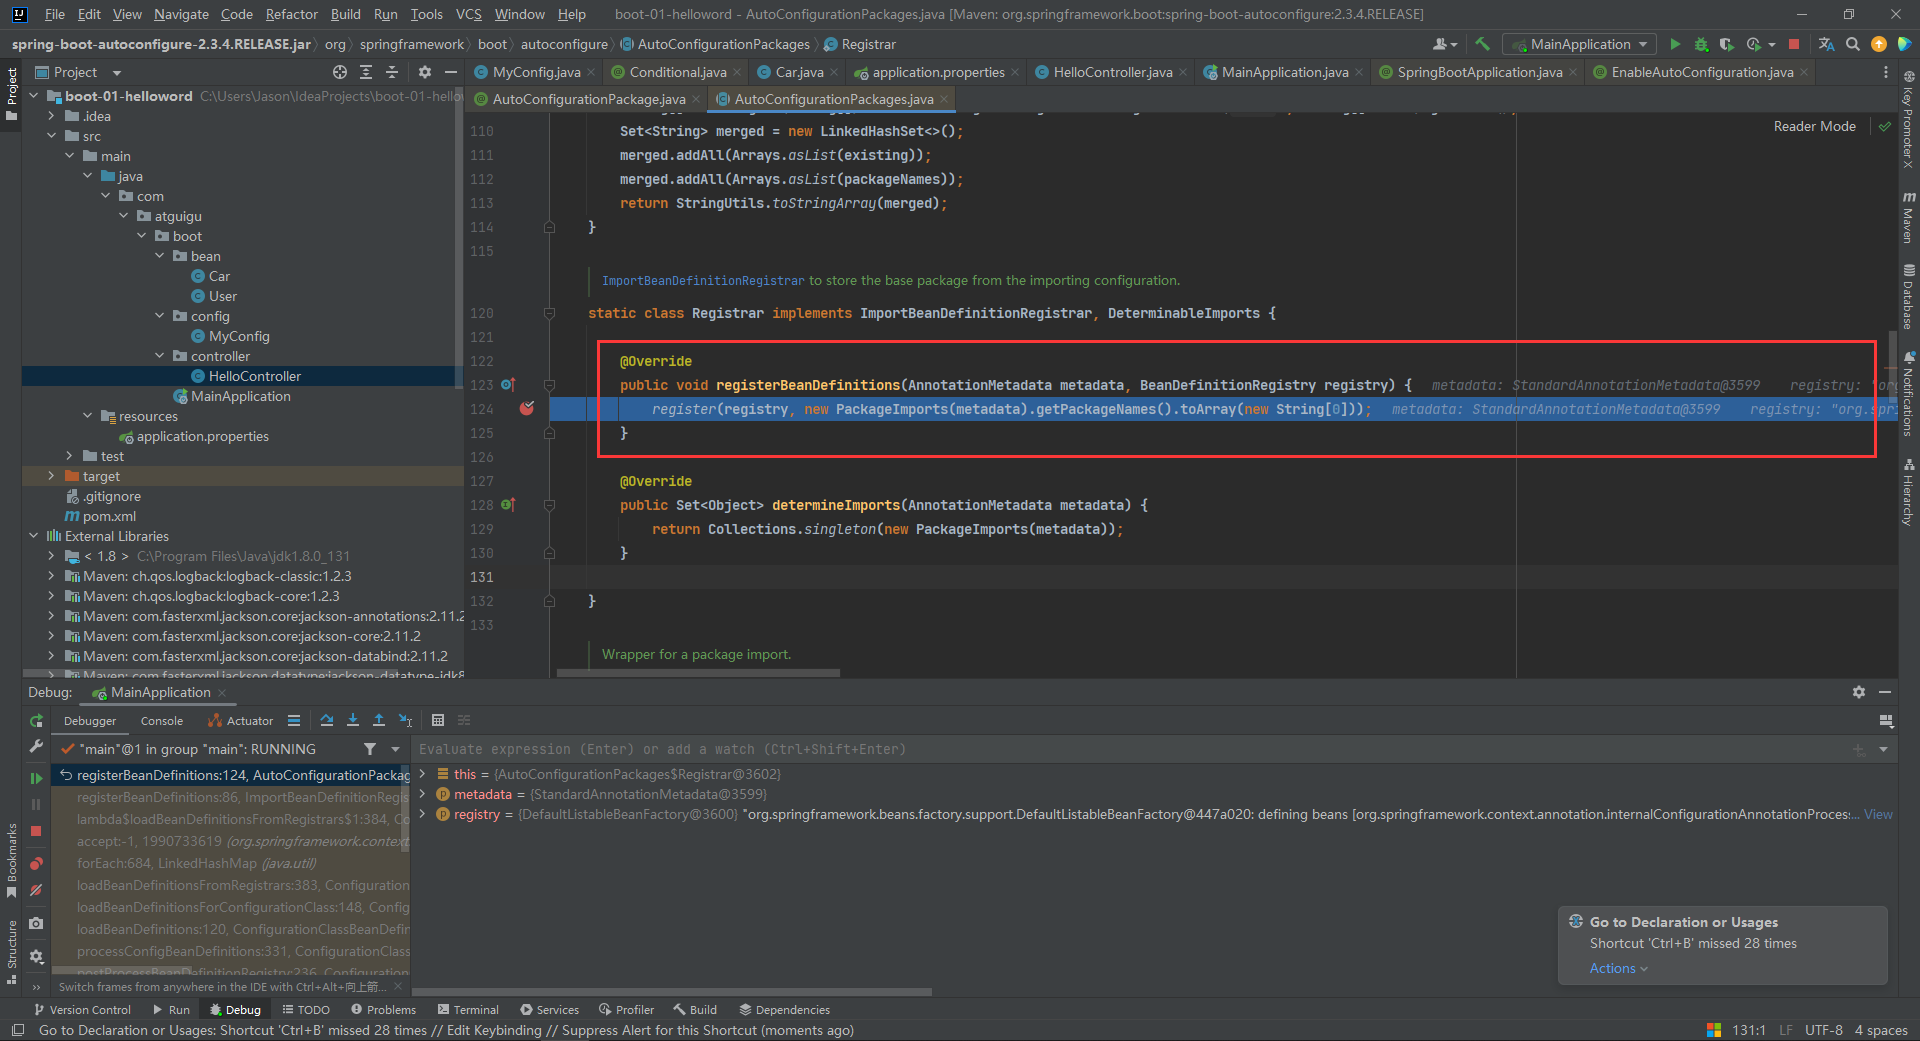 File Edit View Navigate Code Refactor Build Run Tools VCS Window Help boot-01-helloword - AutoConfigurationPackages.java [Maven: org.springframework.boot:spring-boot-autoconfigure:2.3.4.RELEASE]
spring-boot-autoconfigure-2.3.4.RELEASE.jar org springframework boot autoconfigure AutoConfigurationPackages Registrar MainApplication
Project
MyConfig.java Conditional.java Car.java application.properties HelloController.java MainApplication.java SpringBootApplication.java EnableAutoConfiguration.java
AutoConfigurationPackage.java AutoConfigurationPackages.java
Reader Mode
Project
boot-01-helloword C:\Users\Jason\IdeaProjects\boot-01-hellow
.idea
src
main
java
com
atguigu
boot
bean
Car
User
config
MyConfig
controller
HelloController
MainApplication
resources
application.properties
test
target
.gitignore
pom.xml
External Libraries
< 1.8 > C:\Program Files\Java\jdk1.8.0_131
Maven: ch.qos.logback:logback-classic:1.2.3
Maven: ch.qos.logback:logback-core:1.2.3
Maven: com.fasterxml.jackson.core:jackson-annotations:2.11.2
Maven: com.fasterxml.jackson.core:jackson-core:2.11.2
Maven: com.fasterxml.jackson.core:jackson-databind:2.11.2
Maven: com.fasterxml.jackson.datatype:jackson-datatype-jdk8
110 Set<String> merged = new LinkedHashSet<>();
111 merged.addAll(Arrays.asList(existing));
112 merged.addAll(Arrays.asList(packageNames));
113 return StringUtils.toStringArray(merged);
114 }
115
ImportBeanDefinitionRegistrar to store the base package from the importing configuration.
120 static class Registrar implements ImportBeanDefinitionRegistrar, DeterminableImports {
121
122 @Override
123 public void registerBeanDefinitions(AnnotationMetadata metadata, BeanDefinitionRegistry registry) { metadata: StandardAnnotationMetadata@3599 registry: "org
124 register(registry, new PackageImports(metadata).getPackageNames().toArray(new String[0])); metadata: StandardAnnotationMetadata@3599 registry: "org.spri
125 }
126
127 @Override
128 public Set<Object> determineImports(AnnotationMetadata metadata) {
129 return Collections.singleton(new PackageImports(metadata));
130 }
131
132 }
133
Wrapper for a package import.
Key Promoter X
Maven
Database
Notifications
Hierarchy
Debug: MainApplication
Debugger Console Actuator
"main"@1 in group "main": RUNNING
Evaluate expression (Enter) or add a watch (Ctrl+Shift+Enter)
registerBeanDefinitions:124, AutoConfigurationPackag
registerBeanDefinitions:86, ImportBeanDefinitionRegis
lambda$loadBeanDefinitionsFromRegistrars$1:384, Co
accept:-1, 1990733619 (org.springframework.context
forEach:684, LinkedHashMap (java.util)
loadBeanDefinitionsFromRegistrars:383, Configuration
loadBeanDefinitionsForConfigurationClass:148, Config
loadBeanDefinitions:120, ConfigurationClassBeanDefin
processConfigBeanDefinitions:331, ConfigurationClass
postProcessBeanDefinitionRegistry:236, Configuration
Switch frames from anywhere in the IDE with Ctrl+Alt+向上箭...
this = {AutoConfigurationPackages$Registrar@3602}
metadata = {StandardAnnotationMetadata@3599}
registry = {DefaultListableBeanFactory@3600} "org.springframework.beans.factory.support.DefaultListableBeanFactory@447a020: defining beans [org.springframework.context.annotation.internalConfigurationAnnotationProces:... View
Bookmarks
Structure
Go to Declaration or Usages
Shortcut 'Ctrl+B' missed 28 times
Actions
Version Control Run Debug TODO Problems Terminal Services Profiler Build Dependencies
Go to Declaration or Usages: Shortcut 'Ctrl+B' missed 28 times // Edit Keybinding // Suppress Alert for this Shortcut (moments ago) 131:1 LF UTF-8 4 spaces